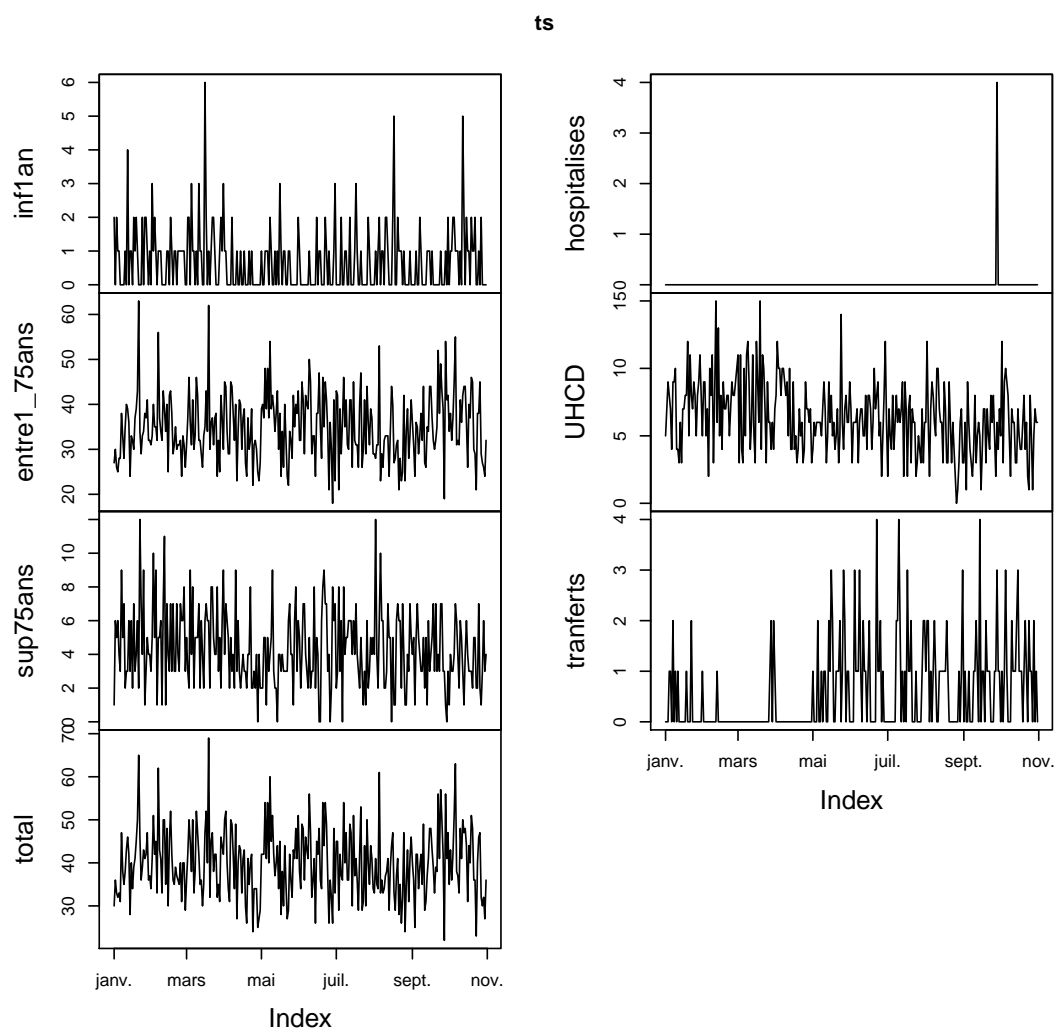 ts
inf1an
0 1 2 3 4 5 6
entre1_75ans
20 30 40 50 60
sup75ans
0 2 4 6 8 10
total
30 40 50 60 70
janv. mars mai juil. sept. nov.
Index
hospitalises
0 1 2 3 4
UHCD
0 5 10 15
tranferts
0 1 2 3 4
janv. mars mai juil. sept. nov.
Index